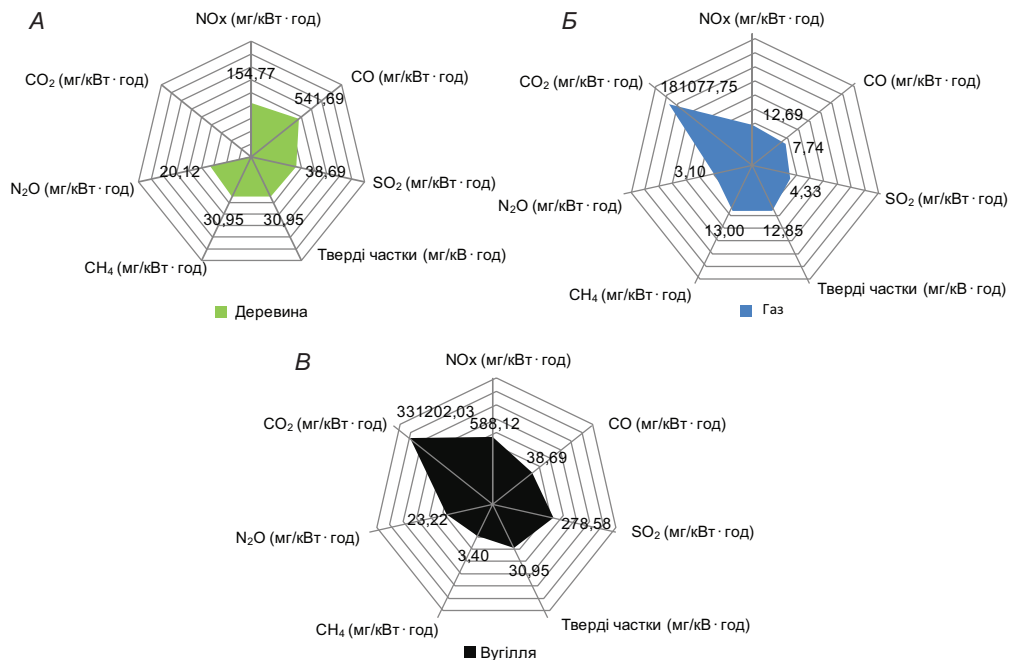 А
NOx (мг/кВт·год)
CO₂ (мг/кВт·год)
154,77
CO (мг/кВт·год)
541,69
20,12
38,69
N₂O (мг/кВт·год)
SO₂ (мг/кВт·год)
30,95
30,95
Тверді частки (мг/кВ·год)
CH₄ (мг/кВт·год)
Деревина
Б
NOx (мг/кВт·год)
CO₂ (мг/кВт·год)
181077,75
CO (мг/кВт·год)
12,69
7,74
3,10
4,33
N₂O (мг/кВт·год)
SO₂ (мг/кВт·год)
13,00
12,85
CH₄ (мг/кВт·год)
Тверді частки (мг/кВ·год)
Газ
В
NOx (мг/кВт·год)
331202,03
CO₂ (мг/кВт·год)
588,12
CO (мг/кВт·год)
38,69
23,22
278,58
N₂O (мг/кВт·год)
SO₂ (мг/кВт·год)
3,40
30,95
CH₄ (мг/кВт·год)
Тверді частки (мг/кВ·год)
Вугілля